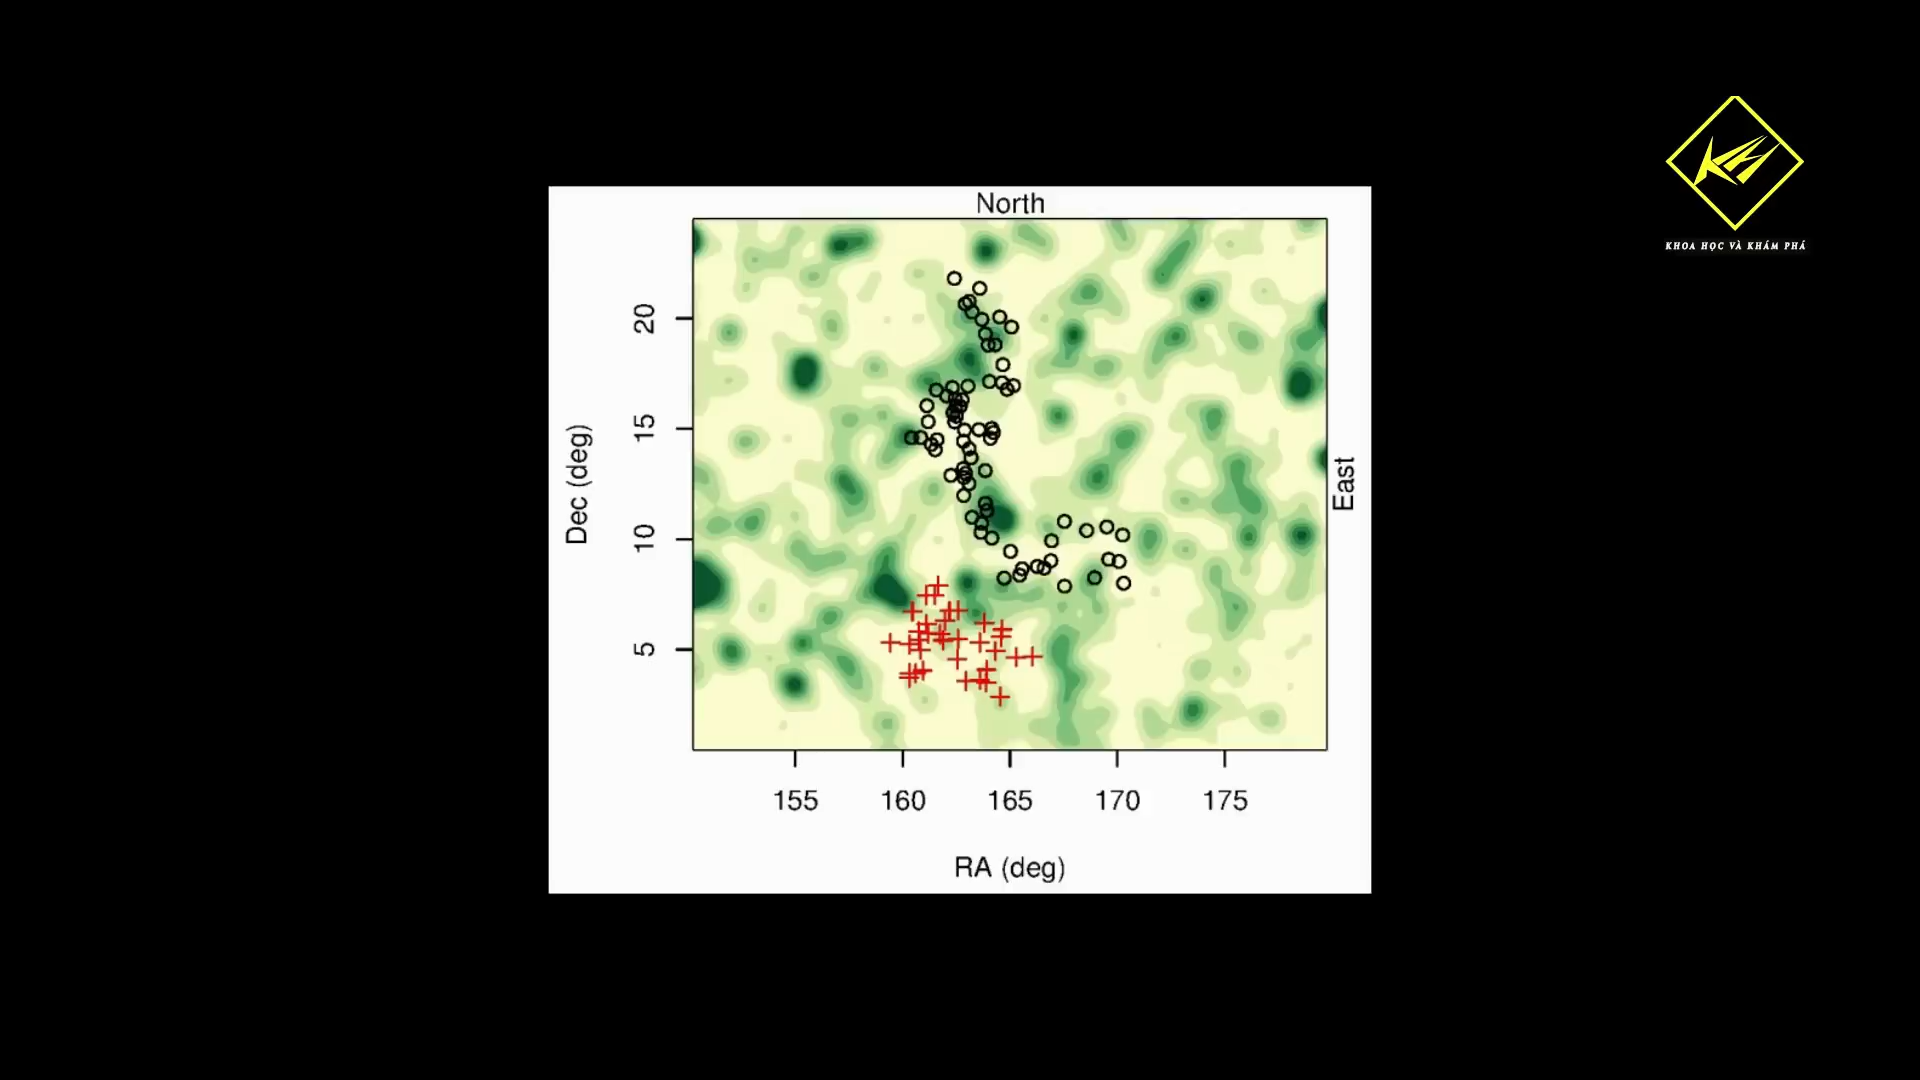 KHOA HỌC VÀ KHÁM PHÁ
North
20
15
10
5
Dec (deg)
East
155 160 165 170 175
RA (deg)